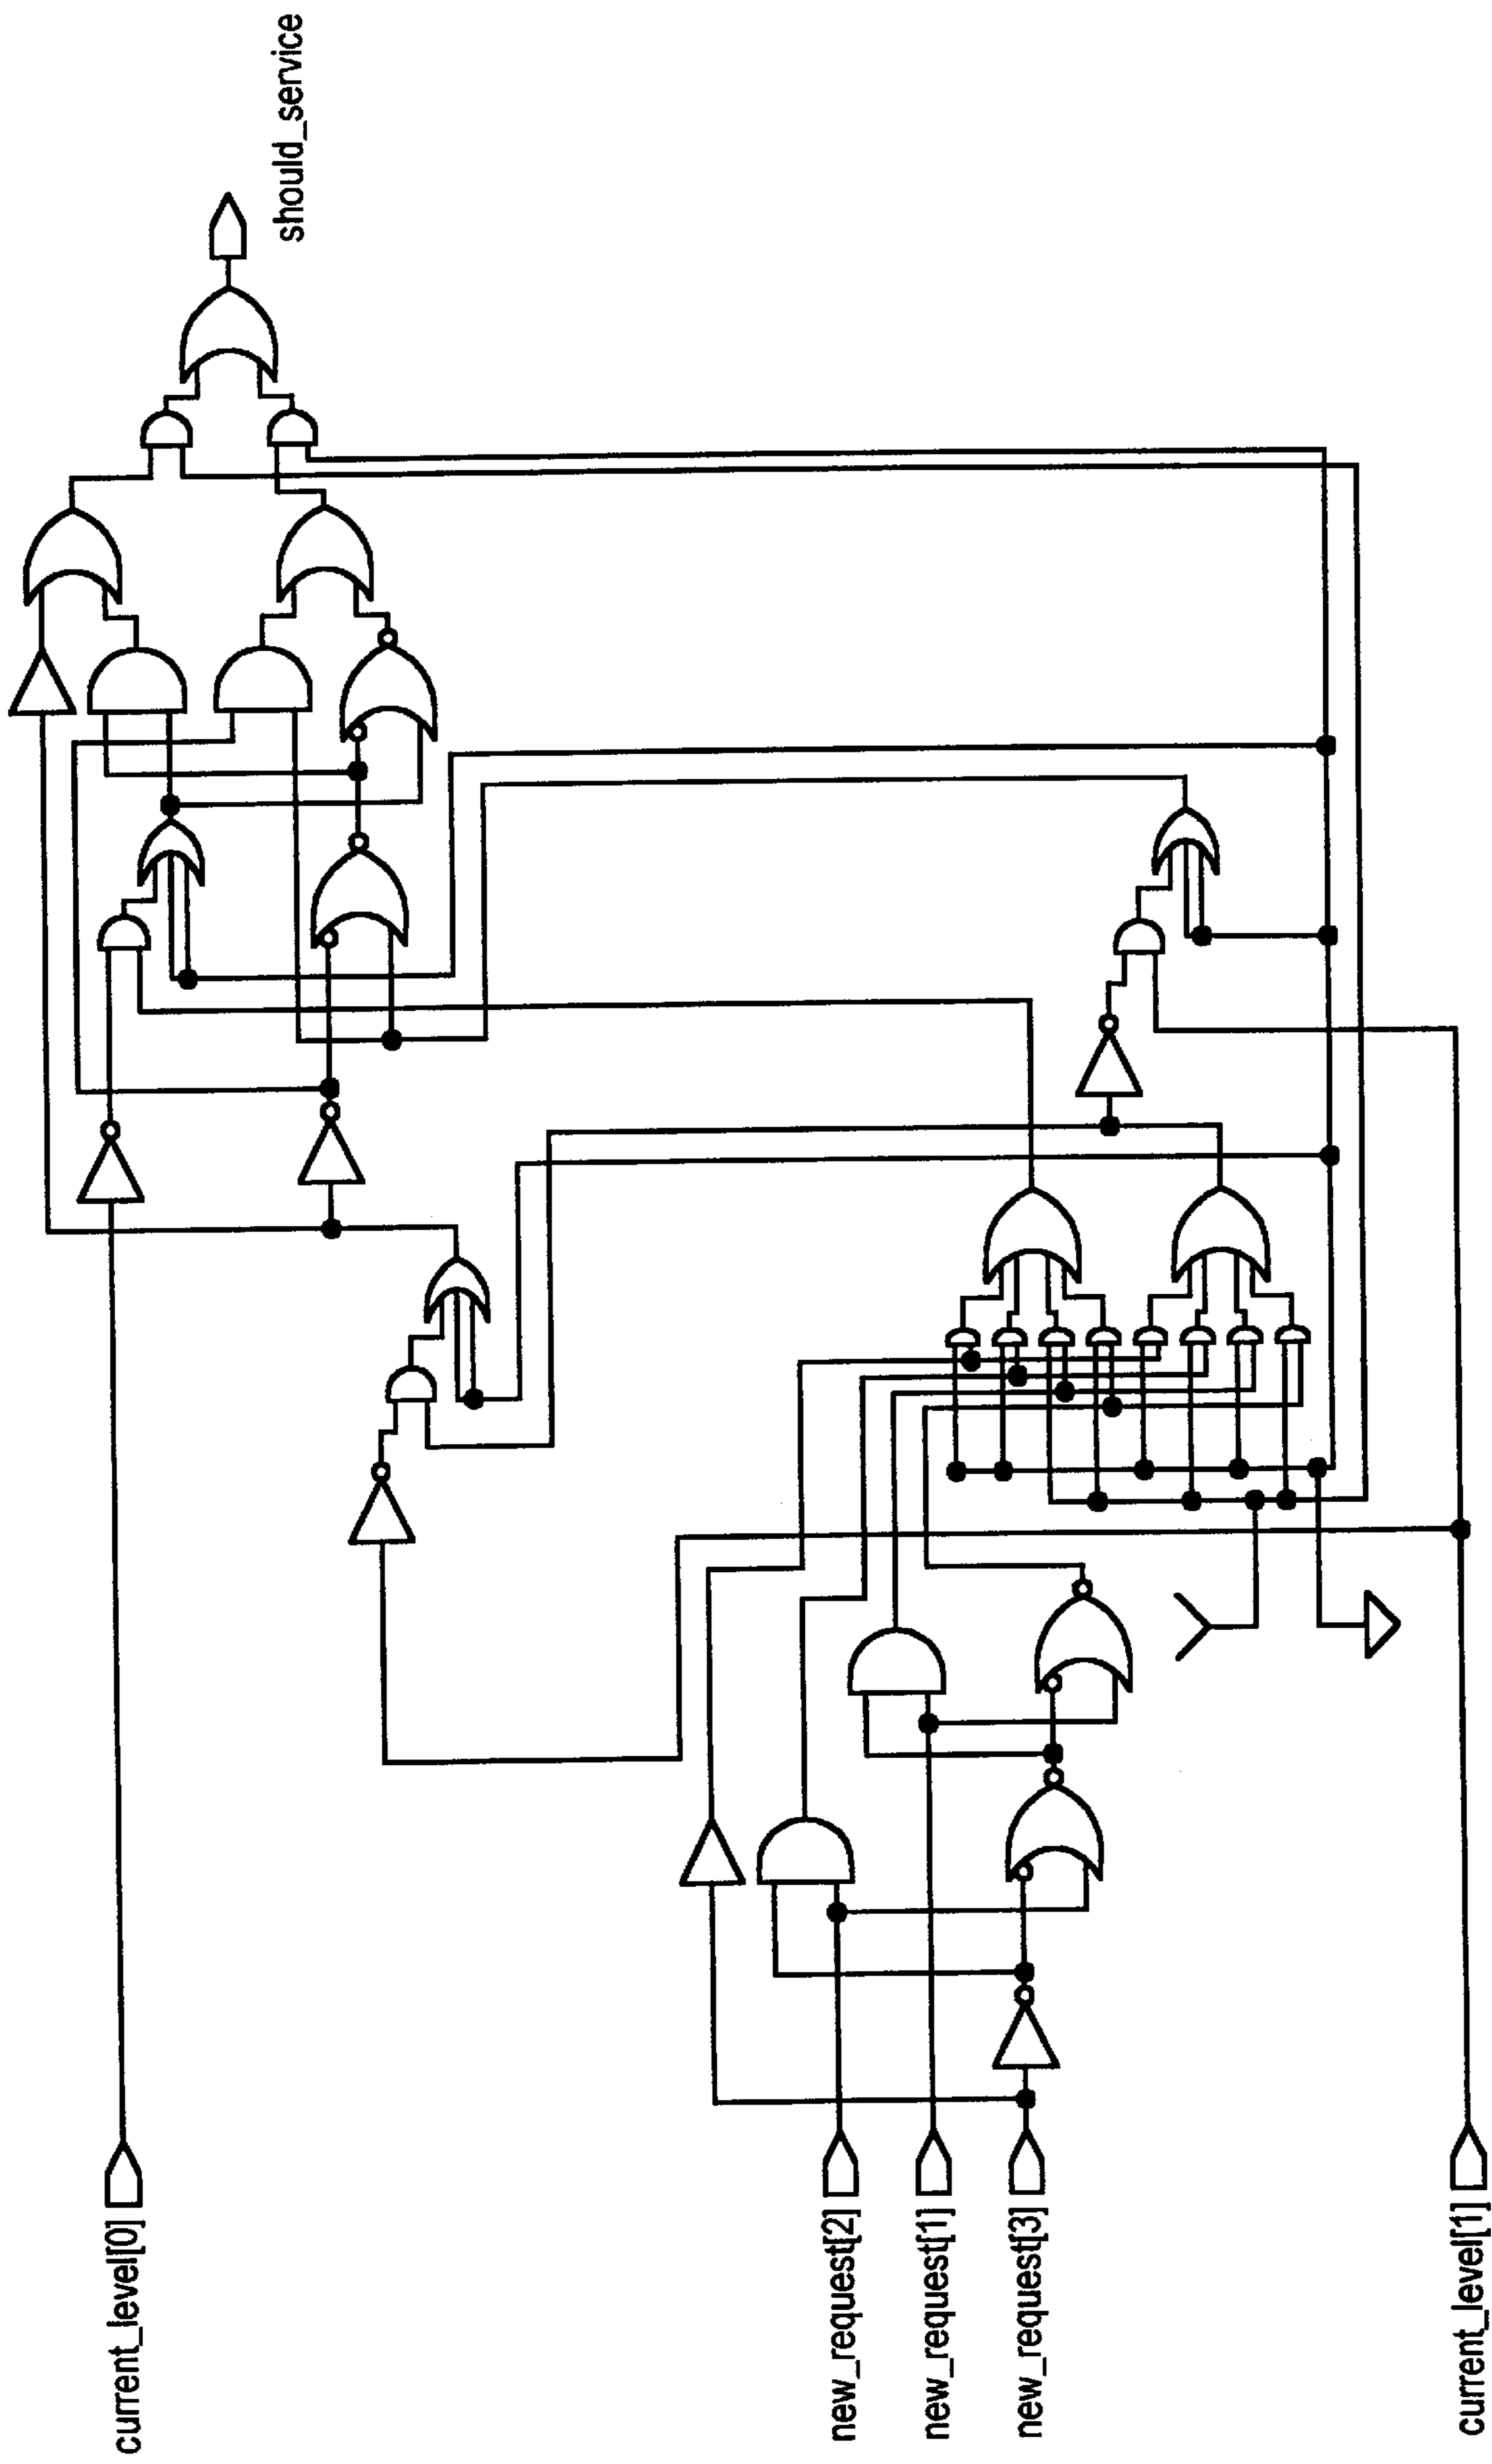 should_service
current_level[0]
new_request[2]
new_request[1]
new_request[3]
current_level[1]